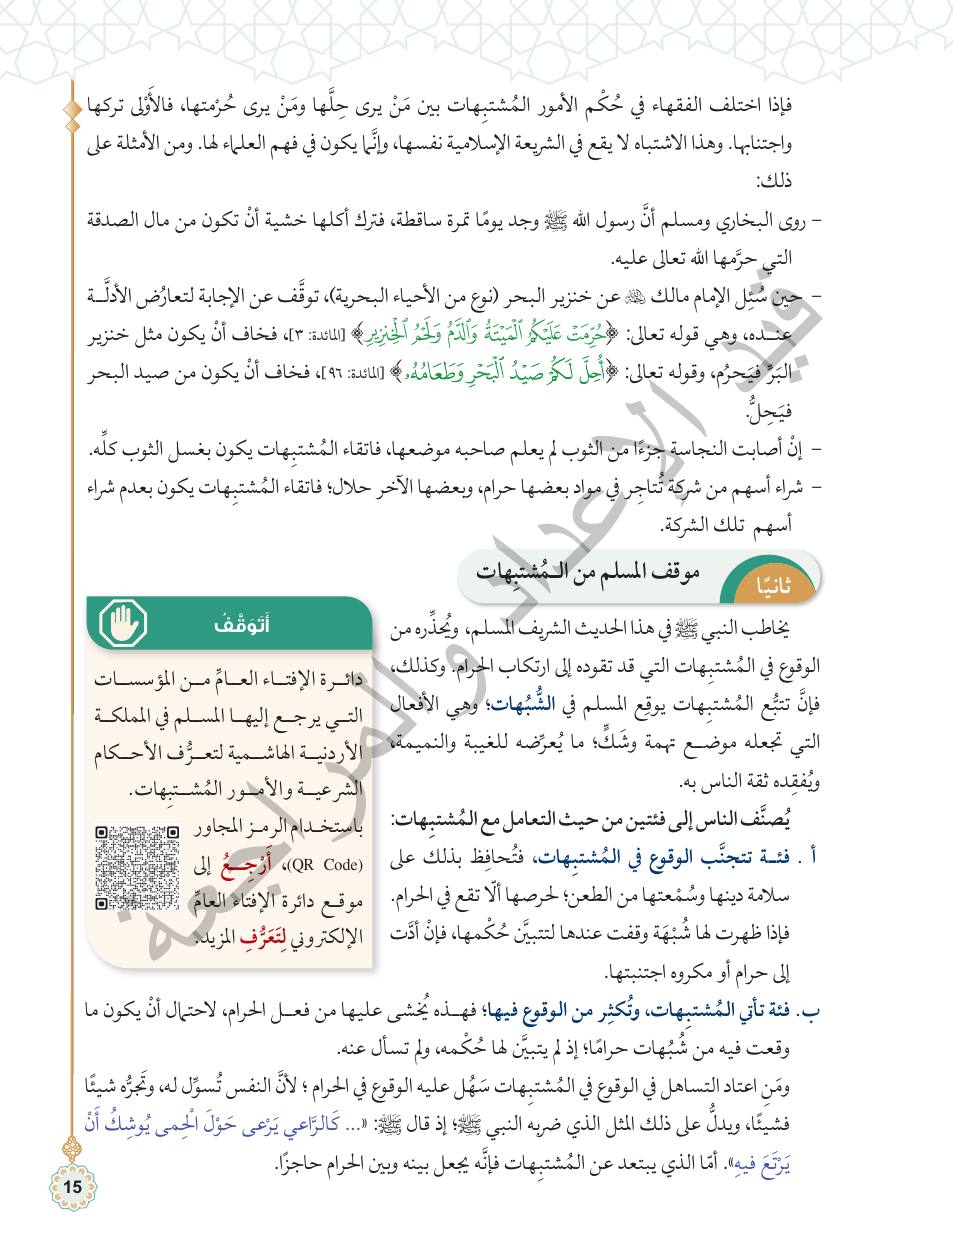 فإذا اختلف الفقهاء في حُكْم الأمور المُشتبِهات بين مَنْ يرى حِلَّها ومَنْ يرى حُرْمتها، فالأَوْلى تركها
واجتنابها. وهذا الاشتباه لا يقع في الشريعة الإسلامية نفسها، وإنَّما يكون في فهم العلماء لها. ومن الأمثلة على
ذلك:
– روى البخاري ومسلم أنَّ رسول الله ﷺ وجد يومًا تمرة ساقطة، فترك أكلها خشية أنْ تكون من مال الصدقة
التي حرَّمها الله تعالى عليه.
– حين سُئِل الإمام مالك عن خنزير البحر (نوع من الأحياء البحرية)، توقَّف عن الإجابة لتعارُض الأدلَّة
عنده، وهي قوله تعالى: ﴿حُرِّمَتْ عَلَيْكُمُ ٱلْمَيْتَةُ وَٱلدَّمُ وَلَحْمُ ٱلْخِنزِيرِ﴾ [المائدة: ٣]، فخاف أنْ يكون مثل خنزير
البَرِّ فيَحرُم، وقوله تعالى: ﴿أُحِلَّ لَكُمْ صَيْدُ ٱلْبَحْرِ وَطَعَامُهُۥ﴾ [المائدة: ٩٦]، فخاف أنْ يكون من صيد البحر
فيَحِلُّ.
– إنْ أصابت النجاسة جزءًا من الثوب لم يعلم صاحبه موضعها، فاتقاء المُشتبِهات يكون بغسل الثوب كلِّه.
– شراء أسهم من شركة تُتاجِر في مواد بعضها حرام، وبعضها الآخر حلال؛ فاتقاء المُشتبِهات يكون بعدم شراء
أسهم تلك الشركة.
ثانيًا
موقف المسلم من الـمُشتبِهات
يخاطب النبي ﷺ في هذا الحديث الشريف المسلم، ويُحذِّره من
الوقوع في المُشتبِهات التي قد تقوده إلى ارتكاب الحرام. وكذلك،
فإنَّ تتبُّع المُشتبِهات يوقِع المسلم في الشُّبُهات؛ وهي الأفعال
التي تجعله موضع تهمة وشَكٍّ؛ ما يُعرِّضه للغيبة والنميمة،
ويُفقِده ثقة الناس به.
يُصنَّف الناس إلى فئتين من حيث التعامل مع المُشتبِهات:
أ . فئة تتجنَّب الوقوع في المُشتبِهات، فتُحافِظ بذلك على
سلامة دينها وسُمْعتها من الطعن؛ لحرصها ألّا تقع في الحرام.
فإذا ظهرت لها شُبْهَة وقفت عندها لتتبيَّن حُكْمها، فإنْ أدَّت
إلى حرام أو مكروه اجتنبتها.
أَتَوَقَّفُ
دائرة الإفتاء العامِّ من المؤسسات
التي يرجع إليها المسلم في المملكة
الأردنية الهاشمية لتعرُّف الأحكام
الشرعية والأمور المُشتبِهات.
باستخدام الرمز المجاور
(QR Code)، أَرْجِعُ إلى
موقع دائرة الإفتاء العامِّ
الإلكتروني لِتَعَرُّفِ المزيد.
ب. فئة تأتي المُشتبِهات، وتُكثِر من الوقوع فيها؛ فهذه يُخشى عليها من فعل الحرام، لاحتمال أنْ يكون ما
وقعت فيه من شُبُهات حرامًا؛ إذ لم يتبيَّن لها حُكْمه، ولم تسأل عنه.
ومَنِ اعتاد التساهل في الوقوع في المُشتبِهات سَهُل عليه الوقوع في الحرام ؛ لأنَّ النفس تُسوِّل له، وتَجُرُّه شيئًا
فشيئًا، ويدلُّ على ذلك المثل الذي ضربه النبي ﷺ؛ إذ قال ﷺ: «... كَالرَّاعي يَرْعى حَوْلَ الْحِمى يُوشِكُ أَنْ
يَرْتَعَ فيهِ». أمّا الذي يبتعد عن المُشتبِهات فإنَّه يجعل بينه وبين الحرام حاجزًا.
15
قيد الإعداد والمراجعة